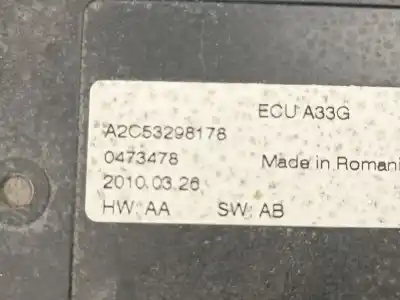 ECU A33G
A2C53298178
0473478 Made in Romani
2010.03.26
HW: AA SW: AB